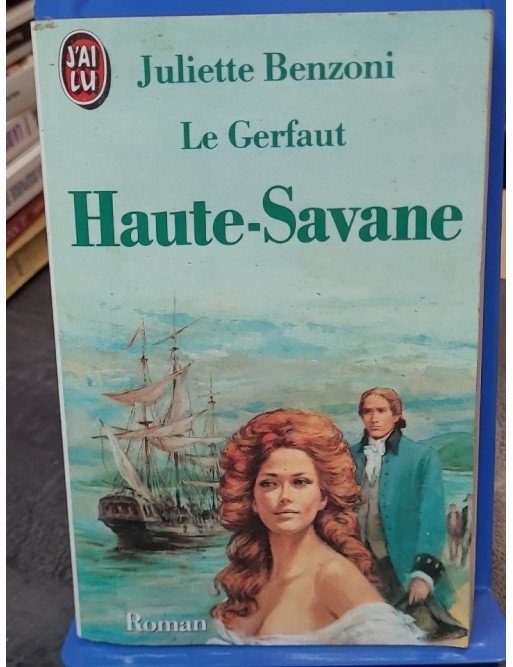 J'AI
LU
Juliette Benzoni
Le Gerfaut
Haute-Savane
Roman